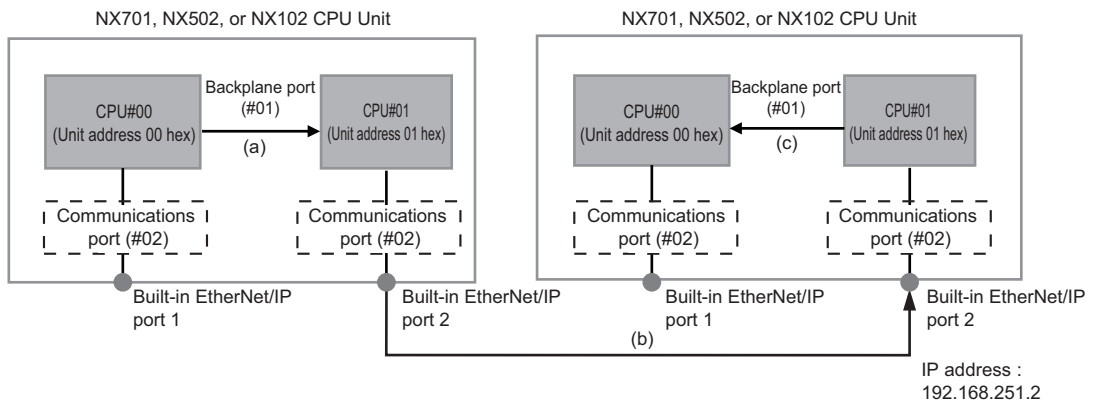 NX701, NX502, or NX102 CPU Unit
CPU#00
(Unit address 00 hex)
Backplane port
(#01)
(a)
CPU#01
(Unit address 01 hex)
Communications
port (#02)
Communications
port (#02)
Built-in EtherNet/IP
port 1
Built-in EtherNet/IP
port 2
NX701, NX502, or NX102 CPU Unit
CPU#00
(Unit address 00 hex)
Backplane port
(#01)
(c)
CPU#01
(Unit address 01 hex)
Communications
port (#02)
Communications
port (#02)
Built-in EtherNet/IP
port 1
Built-in EtherNet/IP
port 2
(b)
IP address :
192.168.251.2